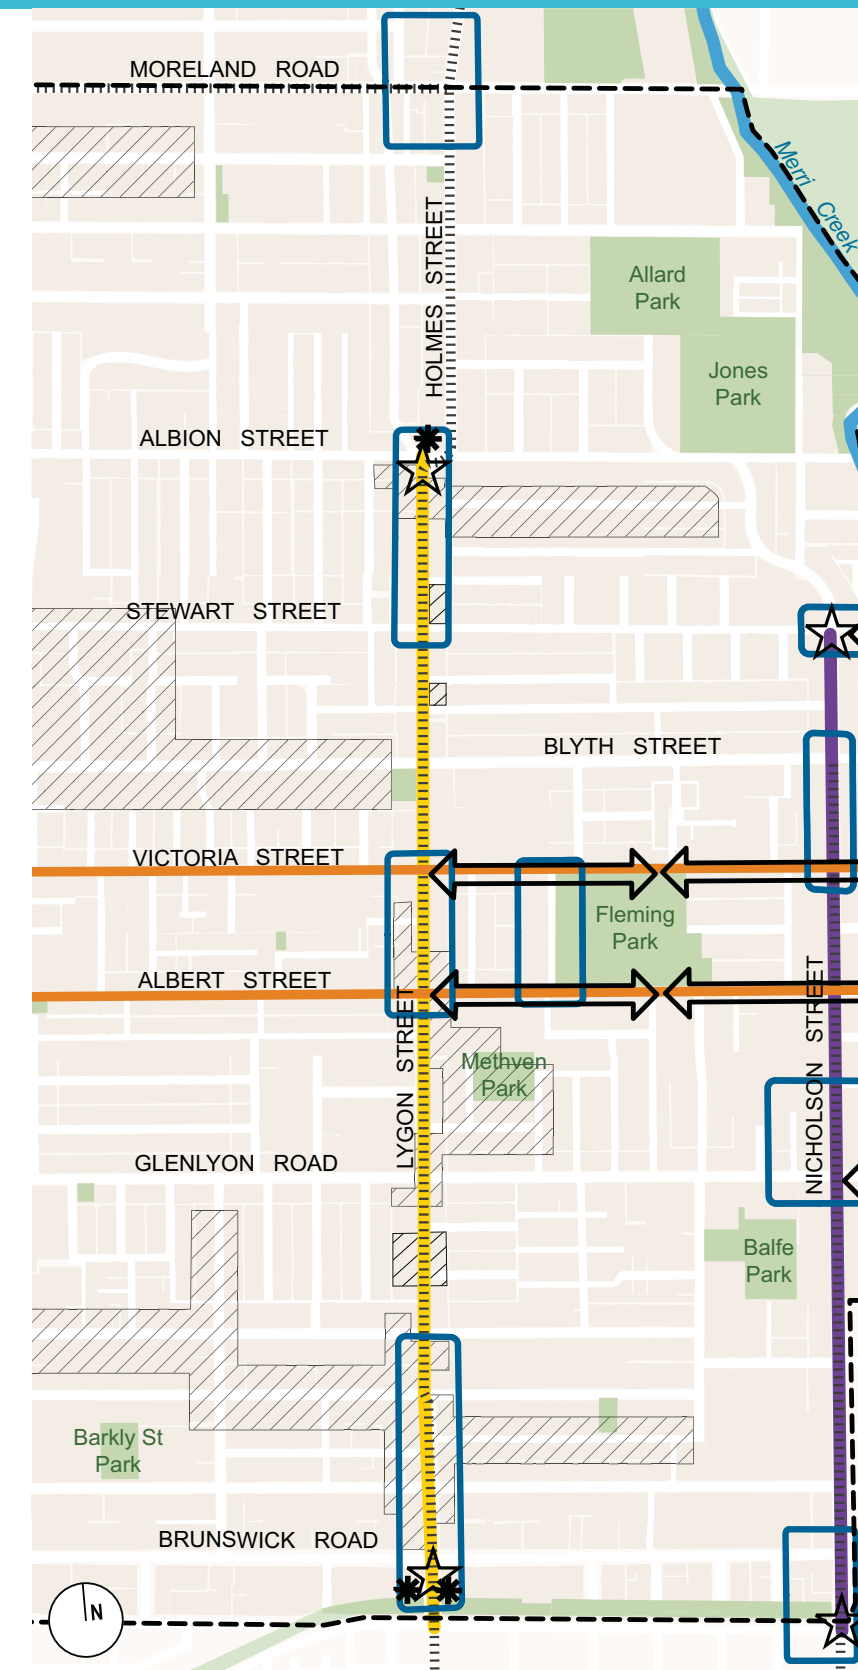 MORELAND ROAD
Merri Creek
HOLMES STREET
Allard
Park
Jones
Park
ALBION STREET
STEWART STREET
BLYTH STREET
VICTORIA STREET
Fleming
Park
ALBERT STREET
LYGON STREET
NICHOLSON STREET
Methven
Park
GLENLYON ROAD
Balfe
Park
Barkly St
Park
BRUNSWICK ROAD
N